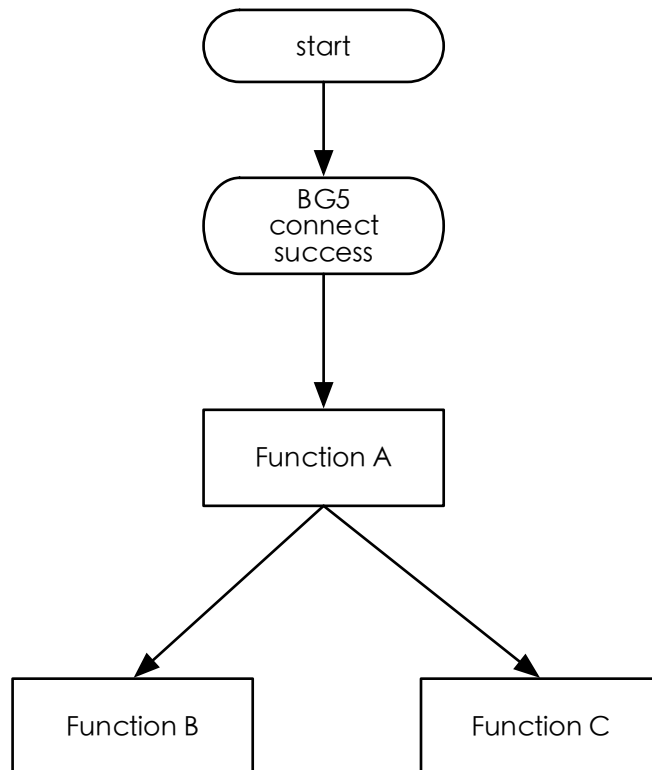 start
BG5
connect
success
Function A
Function B
Function C